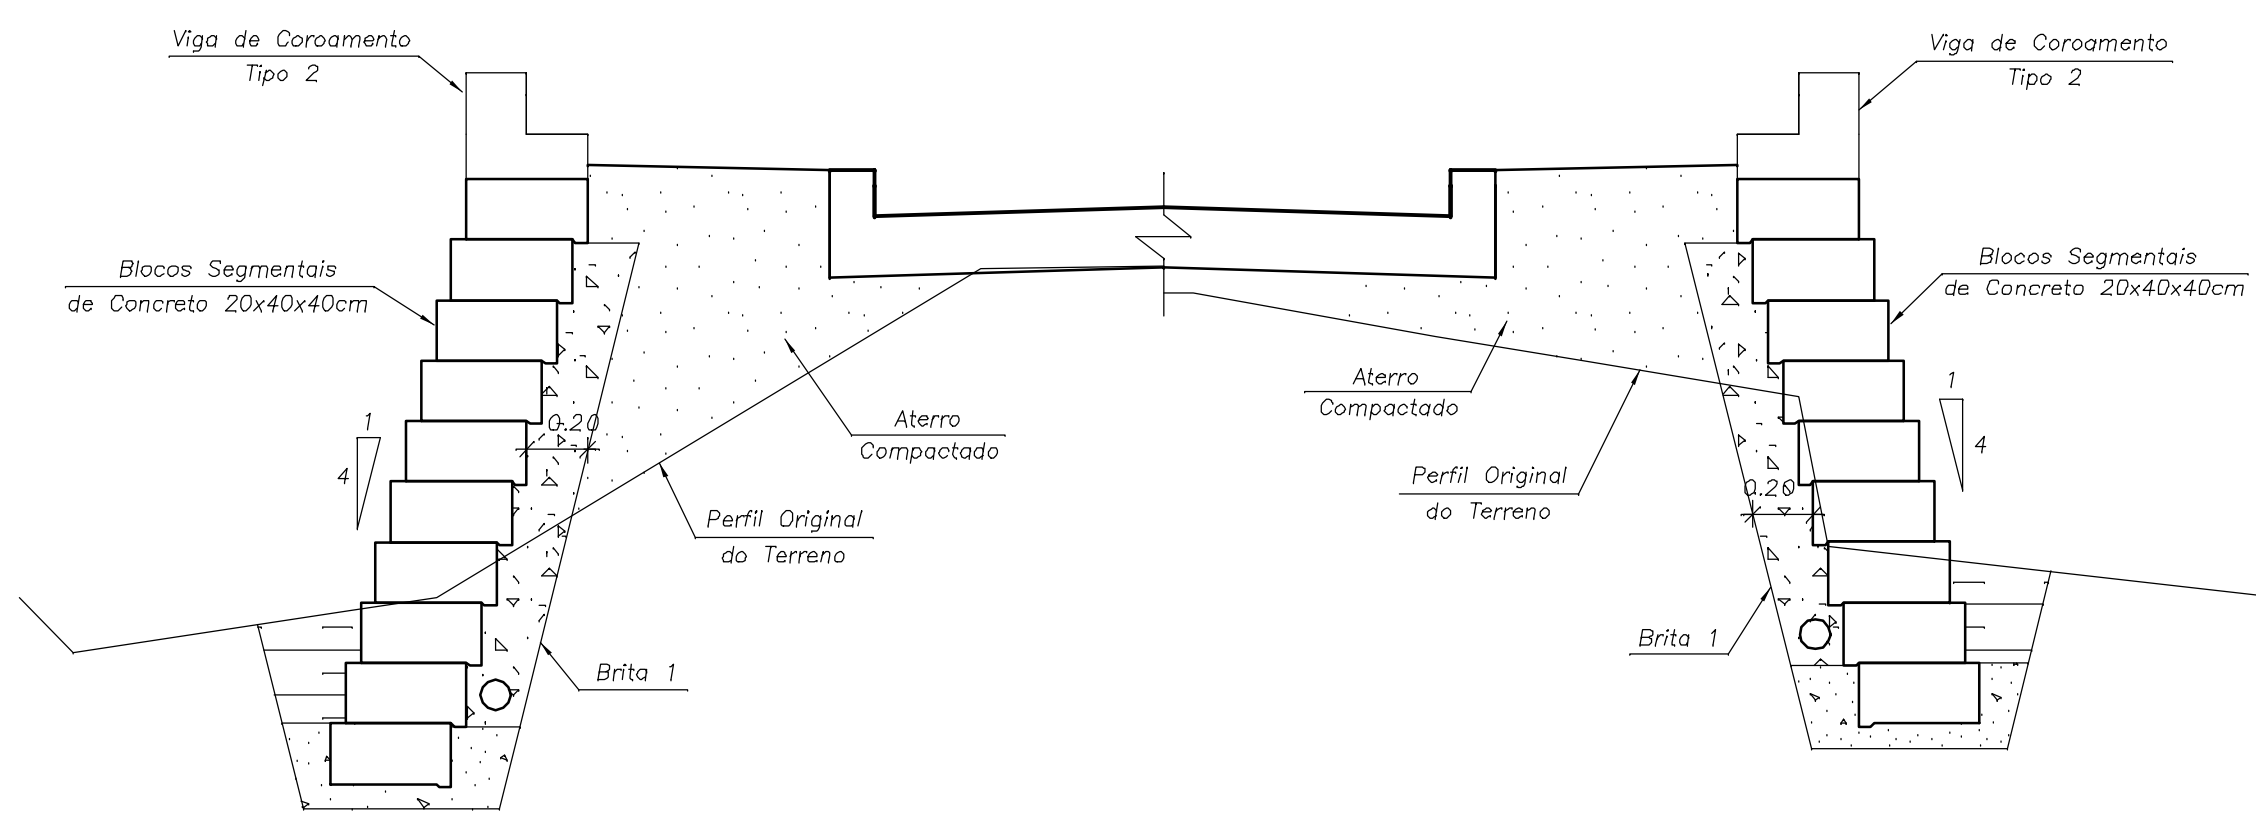 Viga de Coroamento
Tipo 2
Viga de Coroamento
Tipo 2
Blocos Segmentais
de Concreto 20x40x40cm
Blocos Segmentais
de Concreto 20x40x40cm
1
4
0.20
Aterro
Compactado
Aterro
Compactado
1
4
Perfil Original
do Terreno
Perfil Original
do Terreno
0.20
Brita 1
Brita 1